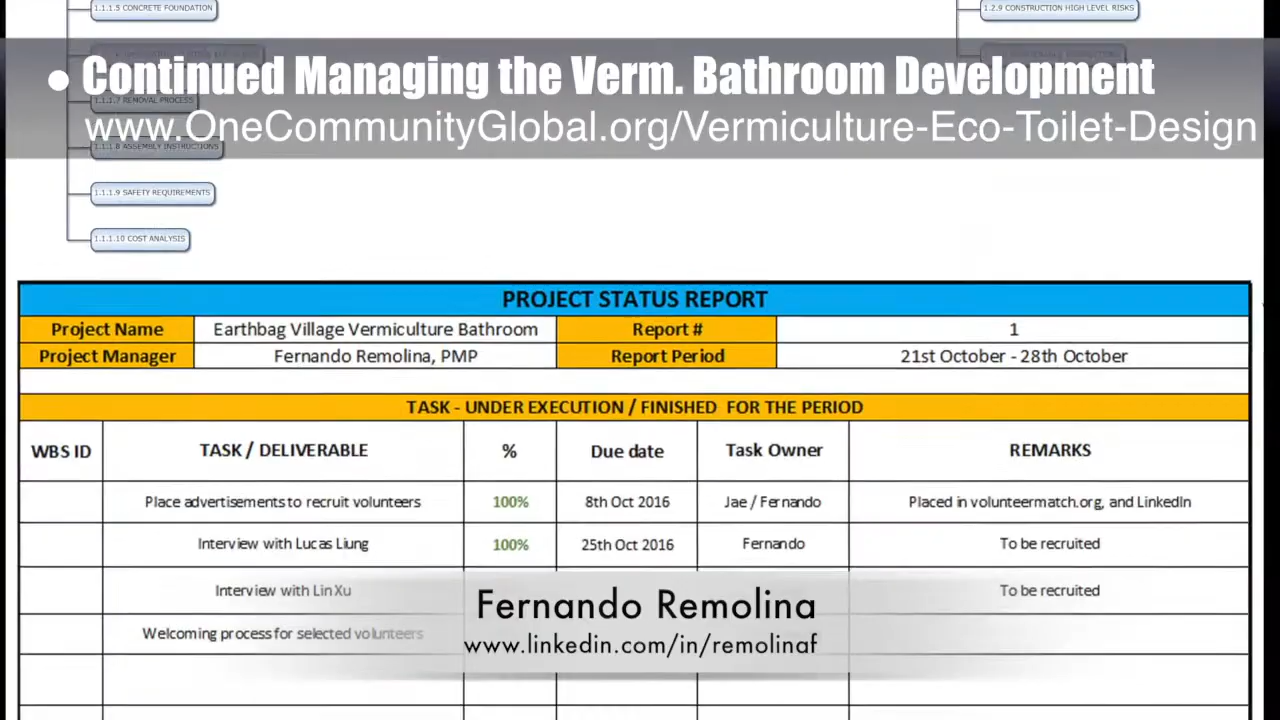 1.1.1.5 CONCRETE FOUNDATION
1.2.9 CONSTRUCTION HIGH LEVEL RISKS
• Continued Managing the Verm. Bathroom Development
1.1.1.7 REMOVAL PROCESS
www.OneCommunityGlobal.org/Vermiculture-Eco-Toilet-Design
1.1.1.8 ASSEMBLY INSTRUCTIONS
1.1.1.9 SAFETY REQUIREMENTS
1.1.1.10 COST ANALYSIS
PROJECT STATUS REPORT
Project Name Earthbag Village Vermiculture Bathroom Report # 1
Project Manager Fernando Remolina, PMP Report Period 21st October - 28th October
TASK - UNDER EXECUTION / FINISHED FOR THE PERIOD
WBS ID TASK / DELIVERABLE % Due date Task Owner REMARKS
Place advertisements to recruit volunteers 100% 8th Oct 2016 Jae / Fernando Placed in volunteermatch.org, and LinkedIn
Interview with Lucas Liung 100% 25th Oct 2016 Fernando To be recruited
Interview with Lin Xu To be recruited
Welcoming process for selected volunteers
Fernando Remolina
www.linkedin.com/in/remolinaf